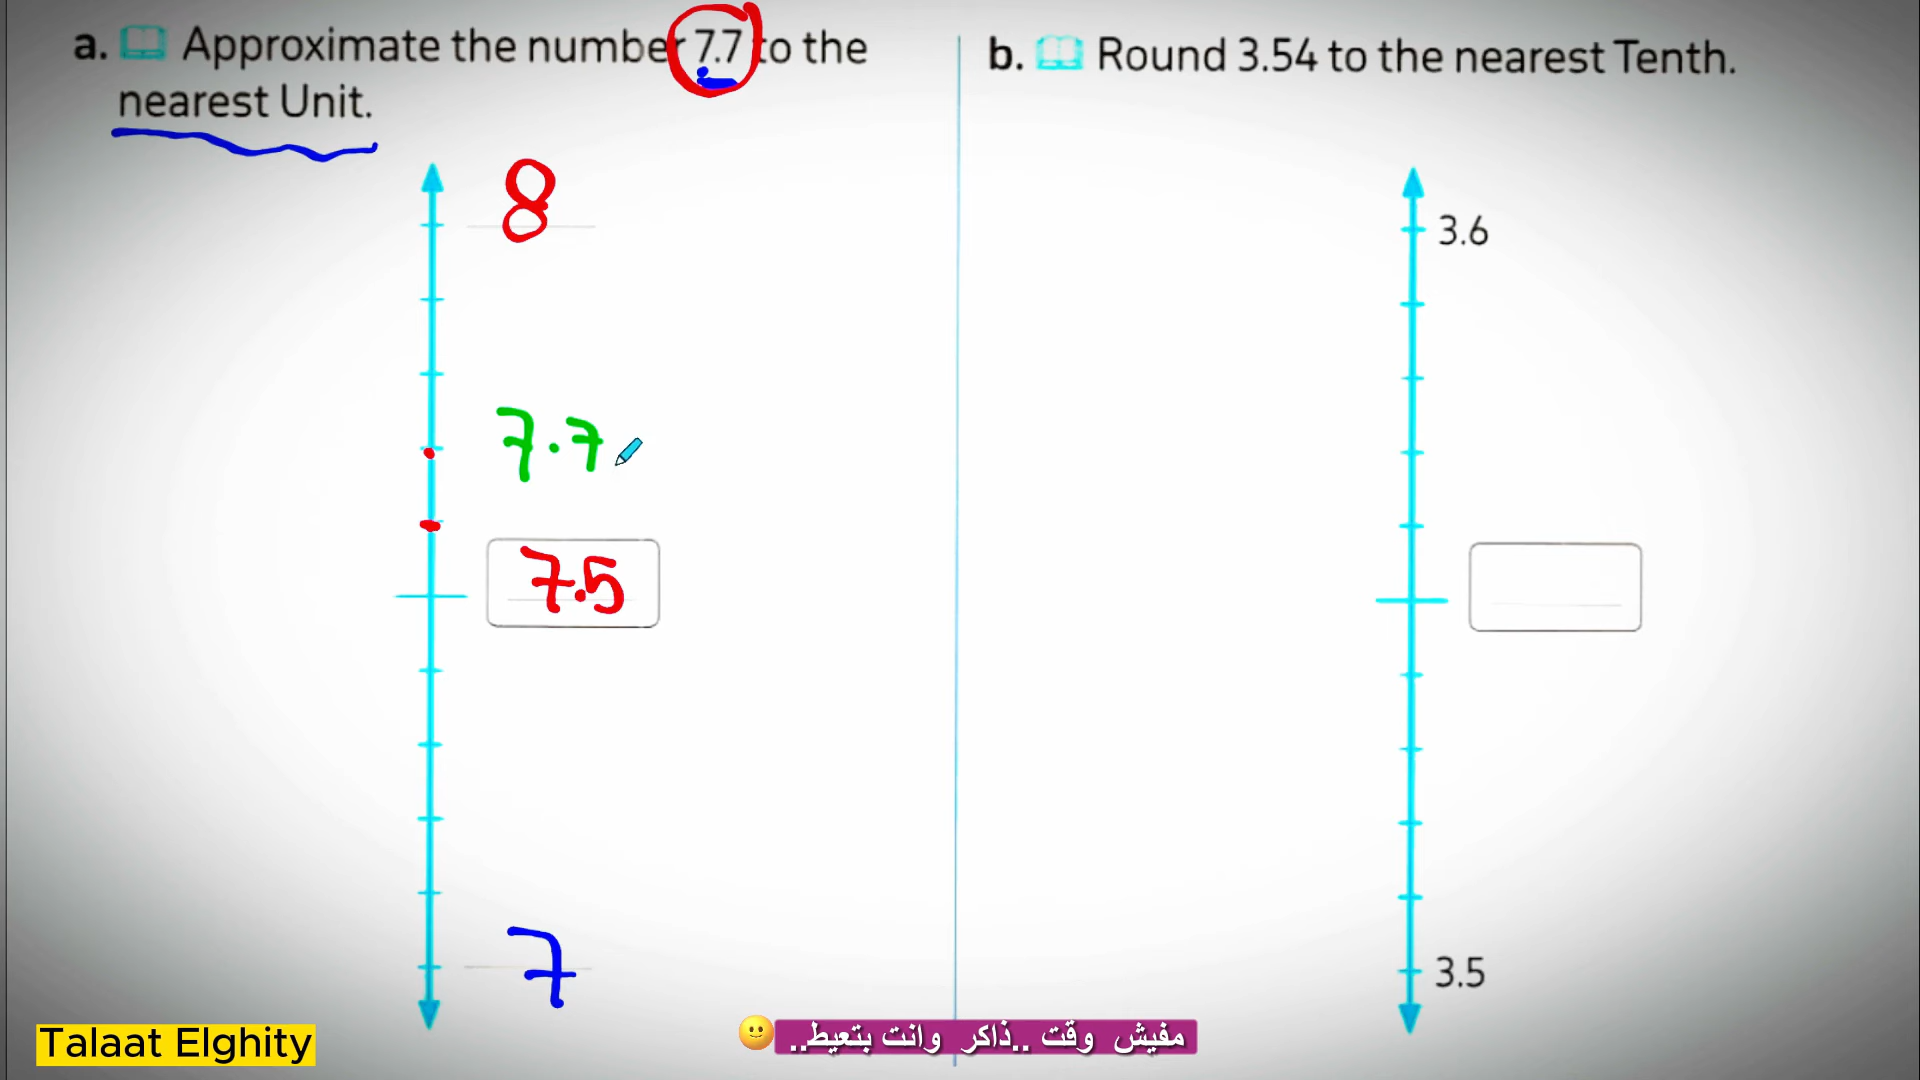 a. Approximate the number 7.7 to the
nearest Unit.
8
7.7
7.5
7
b. Round 3.54 to the nearest Tenth.
3.6
3.5
Talaat Elghity
مفيش وقت ..ذاكر وانت بتعيط..